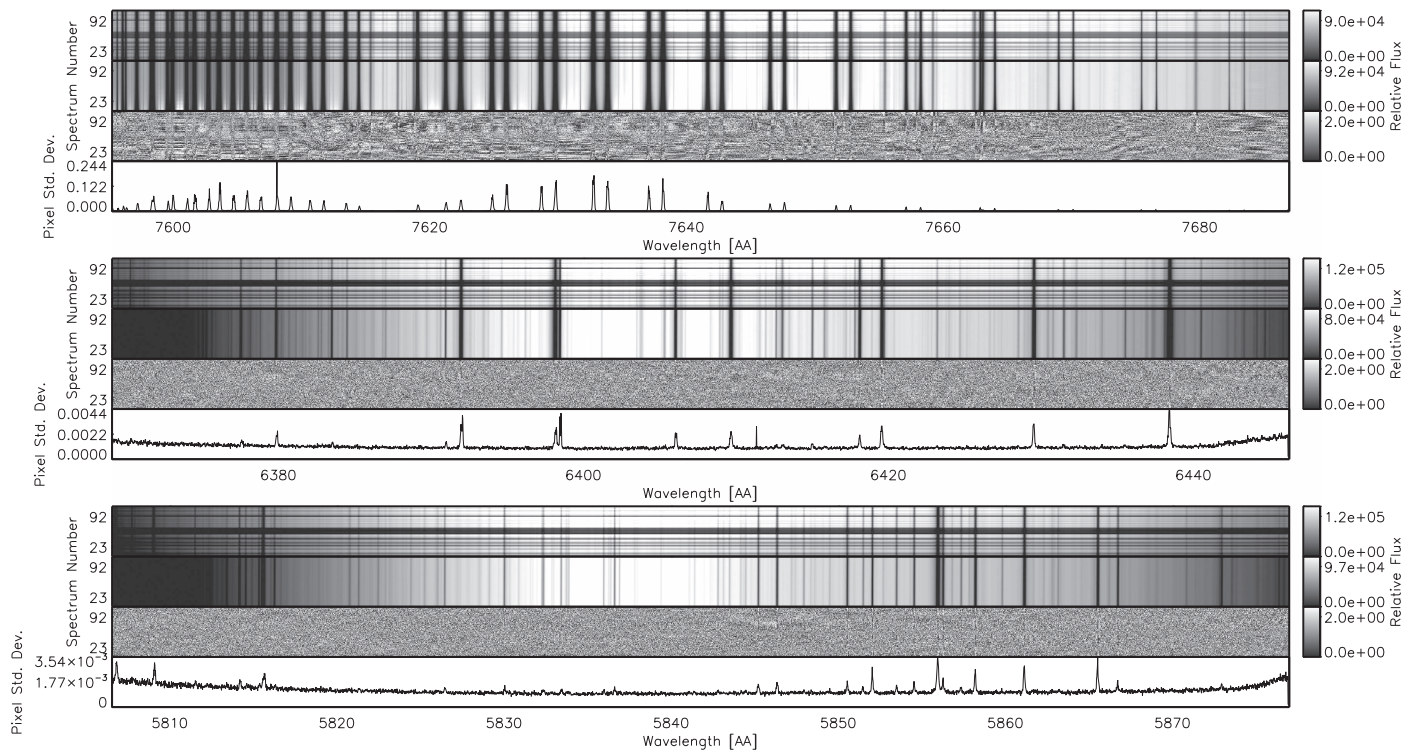 Spectrum Number
92
23
92
23
92
23
Pixel Std. Dev.
0.244
0.122
0.000
7600
7620
7640
7660
7680
Wavelength [AA]
9.0e+04
0.0e+00
9.2e+04
0.0e+00
2.0e+00
0.0e+00
Relative Flux
Spectrum Number
92
23
92
23
92
23
Pixel Std. Dev.
0.0044
0.0022
0.0000
6380
6400
6420
6440
Wavelength [AA]
1.2e+05
0.0e+00
8.0e+04
0.0e+00
2.0e+00
0.0e+00
Relative Flux
Spectrum Number
92
23
92
23
92
23
Pixel Std. Dev.
3.54×10⁻³
1.77×10⁻³
0
5810
5820
5830
5840
5850
5860
5870
Wavelength [AA]
1.2e+05
0.0e+00
9.7e+04
0.0e+00
2.0e+00
0.0e+00
Relative Flux